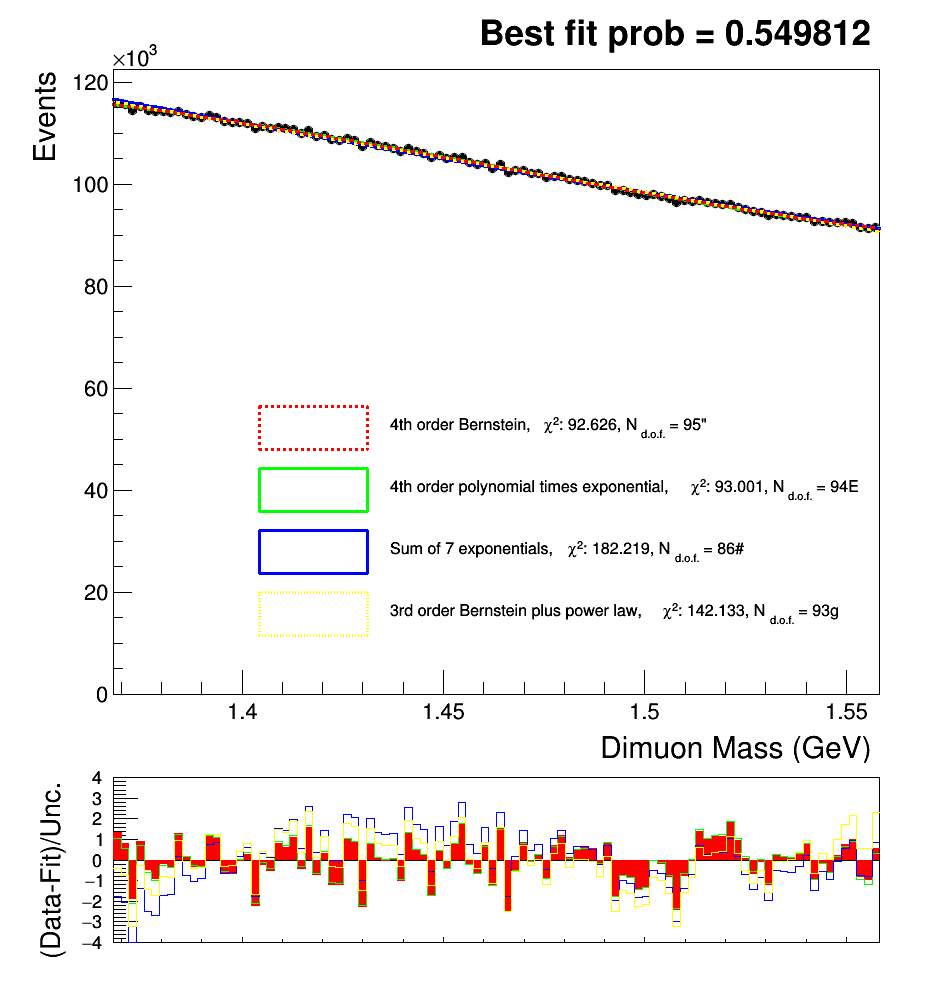 Best fit prob = 0.549812
×10³
Events
120
100
80
60
40
20
0
4th order Bernstein, χ²: 92.626, N d.o.f. = 95"
4th order polynomial times exponential, χ²: 93.001, N d.o.f. = 94E
Sum of 7 exponentials, χ²: 182.219, N d.o.f. = 86#
3rd order Bernstein plus power law, χ²: 142.133, N d.o.f. = 93g
1.4 1.45 1.5 1.55
Dimuon Mass (GeV)
(Data-Fit)/Unc.
4
3
2
1
0
−1
−2
−3
−4